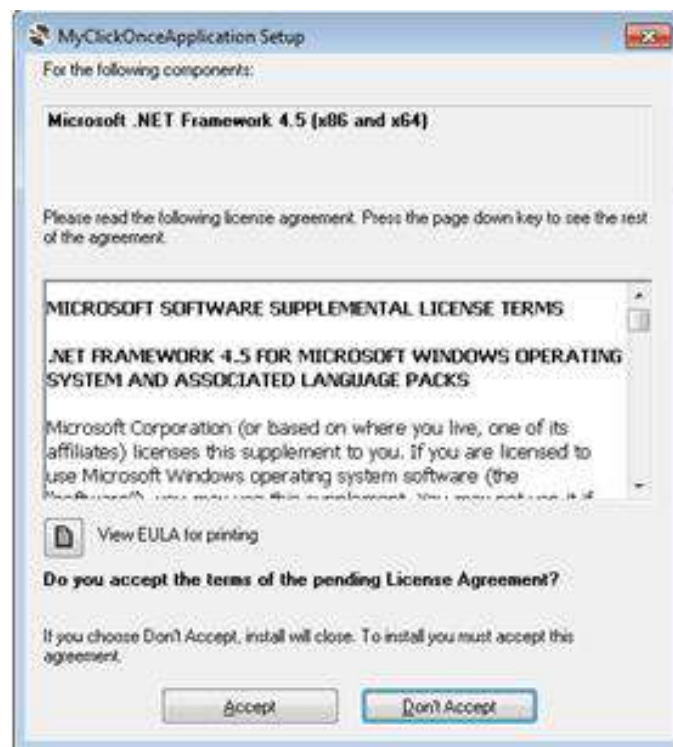 MyClickOnceApplication Setup
For the following components:
Microsoft .NET Framework 4.5 (x86 and x64)
Please read the following license agreement. Press the page down key to see the rest
of the agreement.
MICROSOFT SOFTWARE SUPPLEMENTAL LICENSE TERMS
.NET FRAMEWORK 4.5 FOR MICROSOFT WINDOWS OPERATING
SYSTEM AND ASSOCIATED LANGUAGE PACKS
Microsoft Corporation (or based on where you live, one of its
affiliates) licenses this supplement to you. If you are licensed to
use Microsoft Windows operating system software (the
View EULA for printing
Do you accept the terms of the pending License Agreement?
If you choose Don't Accept, install will close. To install you must accept this
agreement.
Accept
Don't Accept